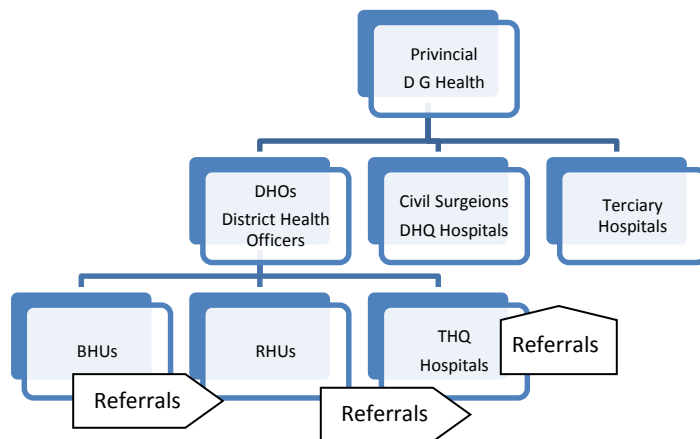 Privincial
D G Health
DHOs
District Health
Officers
Civil Surgeions
DHQ Hospitals
Terciary
Hospitals
BHUs
RHUs
THQ
Hospitals
Referrals
Referrals
Referrals